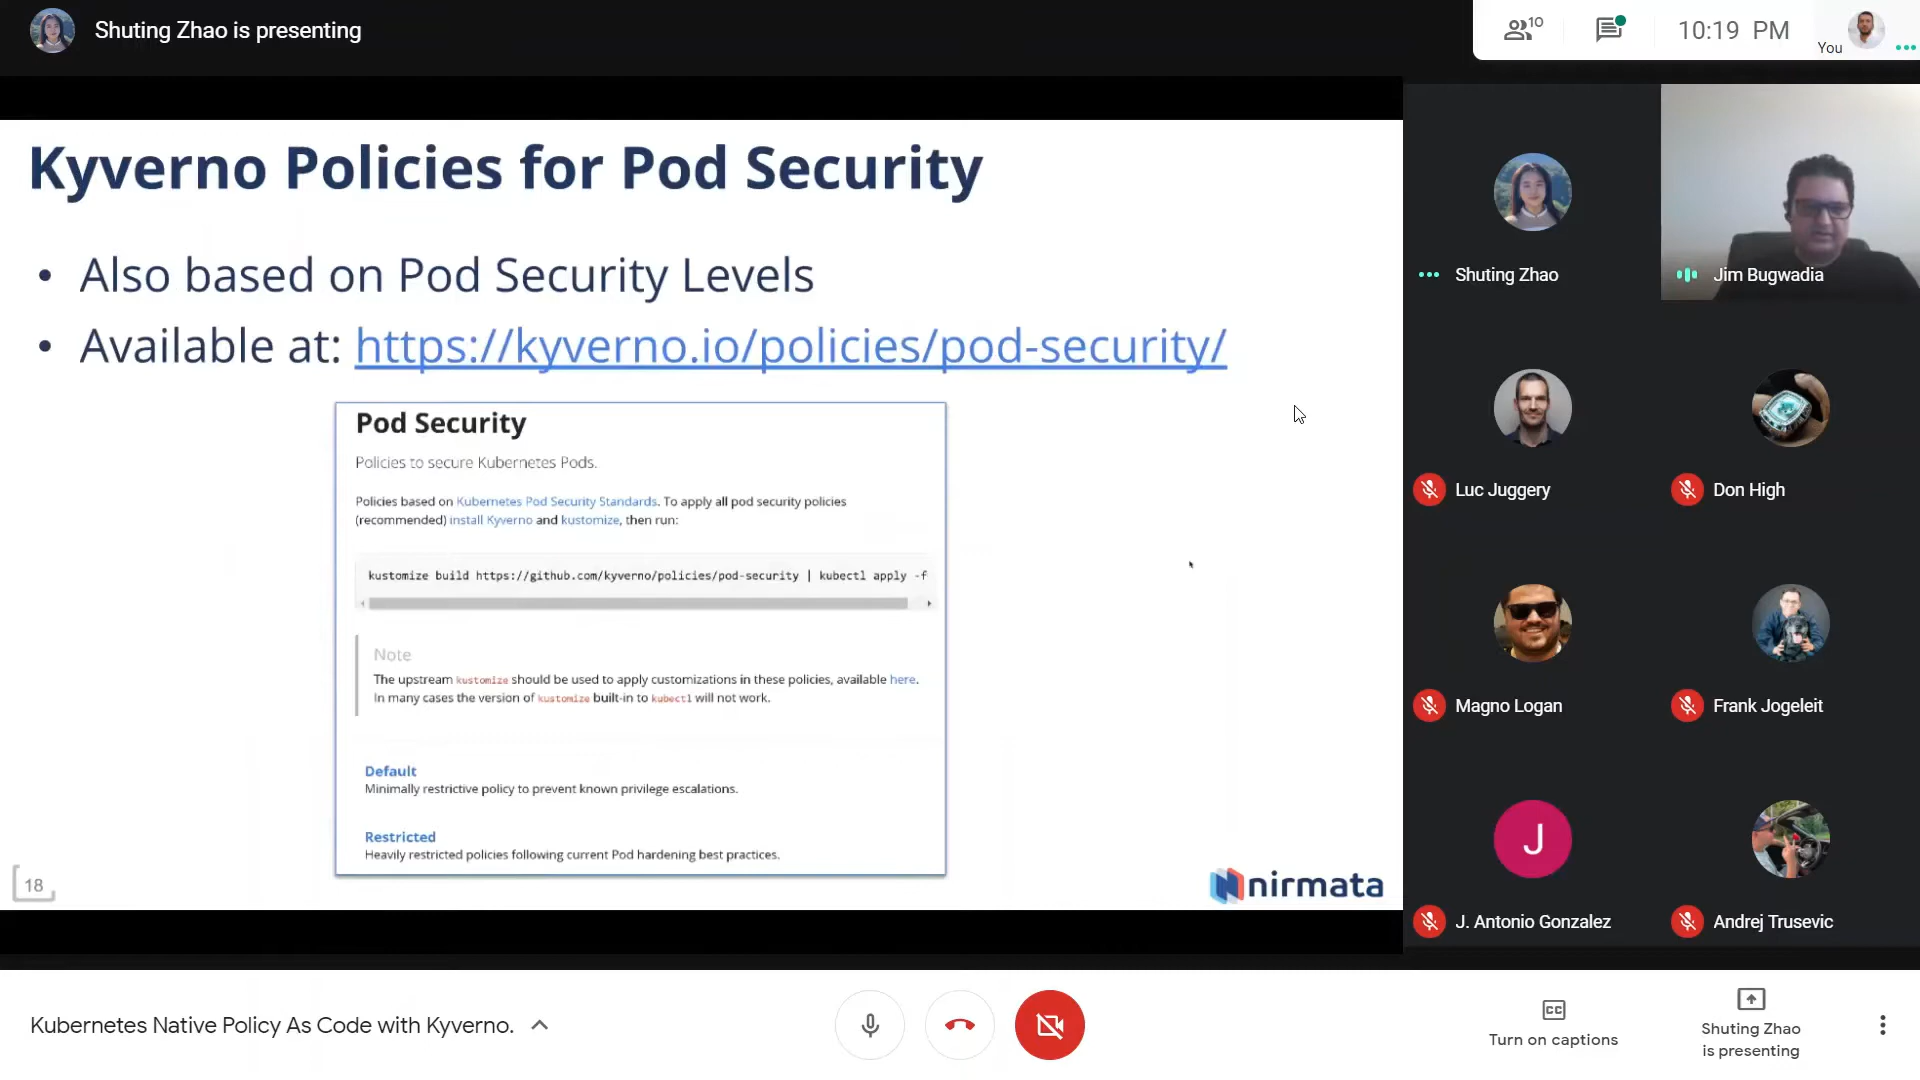 Shuting Zhao is presenting
10
10:19 PM
You
Kyverno Policies for Pod Security
• Also based on Pod Security Levels
• Available at: https://kyverno.io/policies/pod-security/
Pod Security
Policies to secure Kubernetes Pods.
Policies based on Kubernetes Pod Security Standards. To apply all pod security policies
(recommended) install Kyverno and kustomize, then run:
kustomize build https://github.com/kyverno/policies/pod-security | kubectl apply -f
Note
The upstream kustomize should be used to apply customizations in these policies, available here.
In many cases the version of kustomize built-in to kubectl will not work.
Default
Minimally restrictive policy to prevent known privilege escalations.
Restricted
Heavily restricted policies following current Pod hardening best practices.
18
nirmata
Shuting Zhao
Jim Bugwadia
Luc Juggery
Don High
Magno Logan
Frank Jogeleit
J
J. Antonio Gonzalez
Andrej Trusevic
Kubernetes Native Policy As Code with Kyverno.
CC
Turn on captions
Shuting Zhao
is presenting